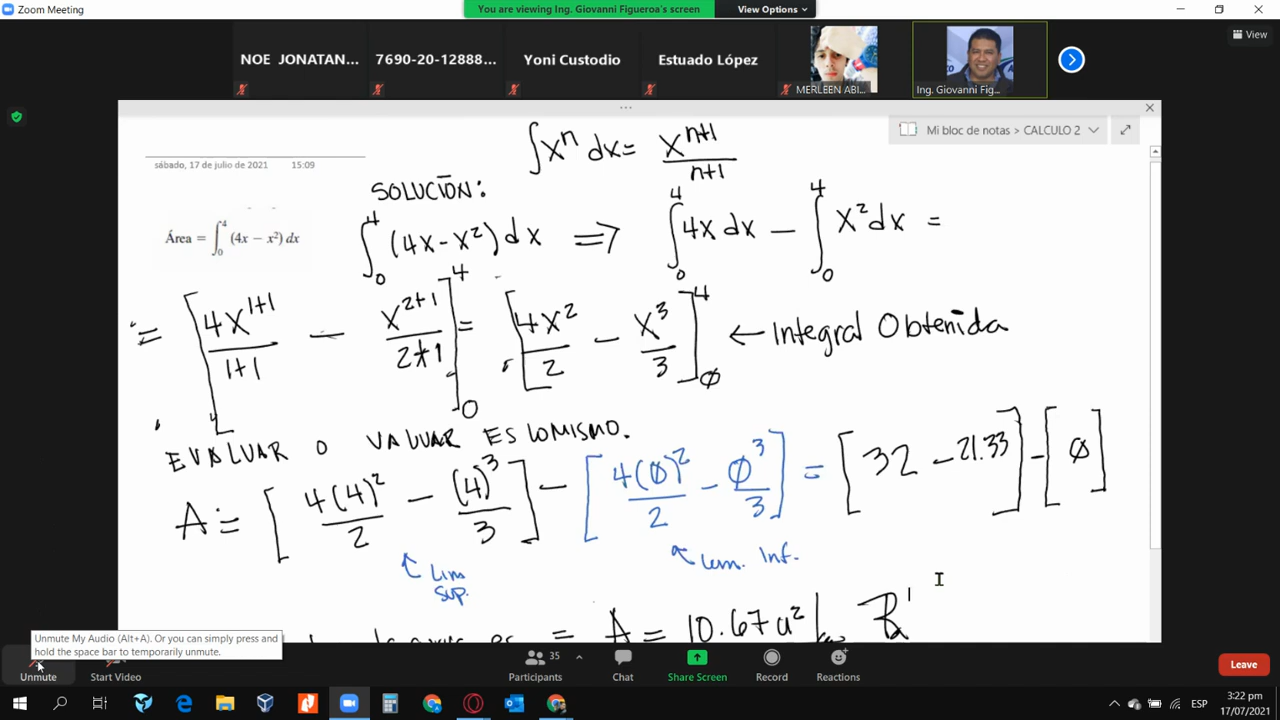 Zoom Meeting
You are viewing Ing. Giovanni Figueroa's screen
View Options
View
NOE JONATAN...
7690-20-12888...
Yoni Custodio
Estuado López
MERLEEN ABI...
Ing. Giovanni Fig...
Mi bloc de notas > CALCULO 2
sábado, 17 de julio de 2021 15:09
∫xⁿ dx = x^(n+1)/(n+1)
SOLUCIÓN:
Área = ∫₀⁴ (4x − x²) dx
∫₀⁴ (4x-x²)dx ⇒ ∫₀⁴ 4x dx − ∫₀⁴ x² dx =
= [4x^(1+1)/(1+1) − x^(2+1)/(2+1)]₀⁴ = [4x²/2 − x³/3]₀⁴ ← Integral Obtenida
EVALUAR O VALUAR ES LO MISMO.
A = [4(4)²/2 − (4)³/3] − [4(0)²/2 − 0³/3] = [32 − 21.33] − [0]
↑ Lim Sup.
↑ Lim. Inf.
= A = 10.67 u²
Unmute My Audio (Alt+A). Or you can simply press and
hold the space bar to temporarily unmute.
Unmute
Start Video
35
Participants
Chat
Share Screen
Record
Reactions
Leave
ESP
3:22 pm
17/07/2021